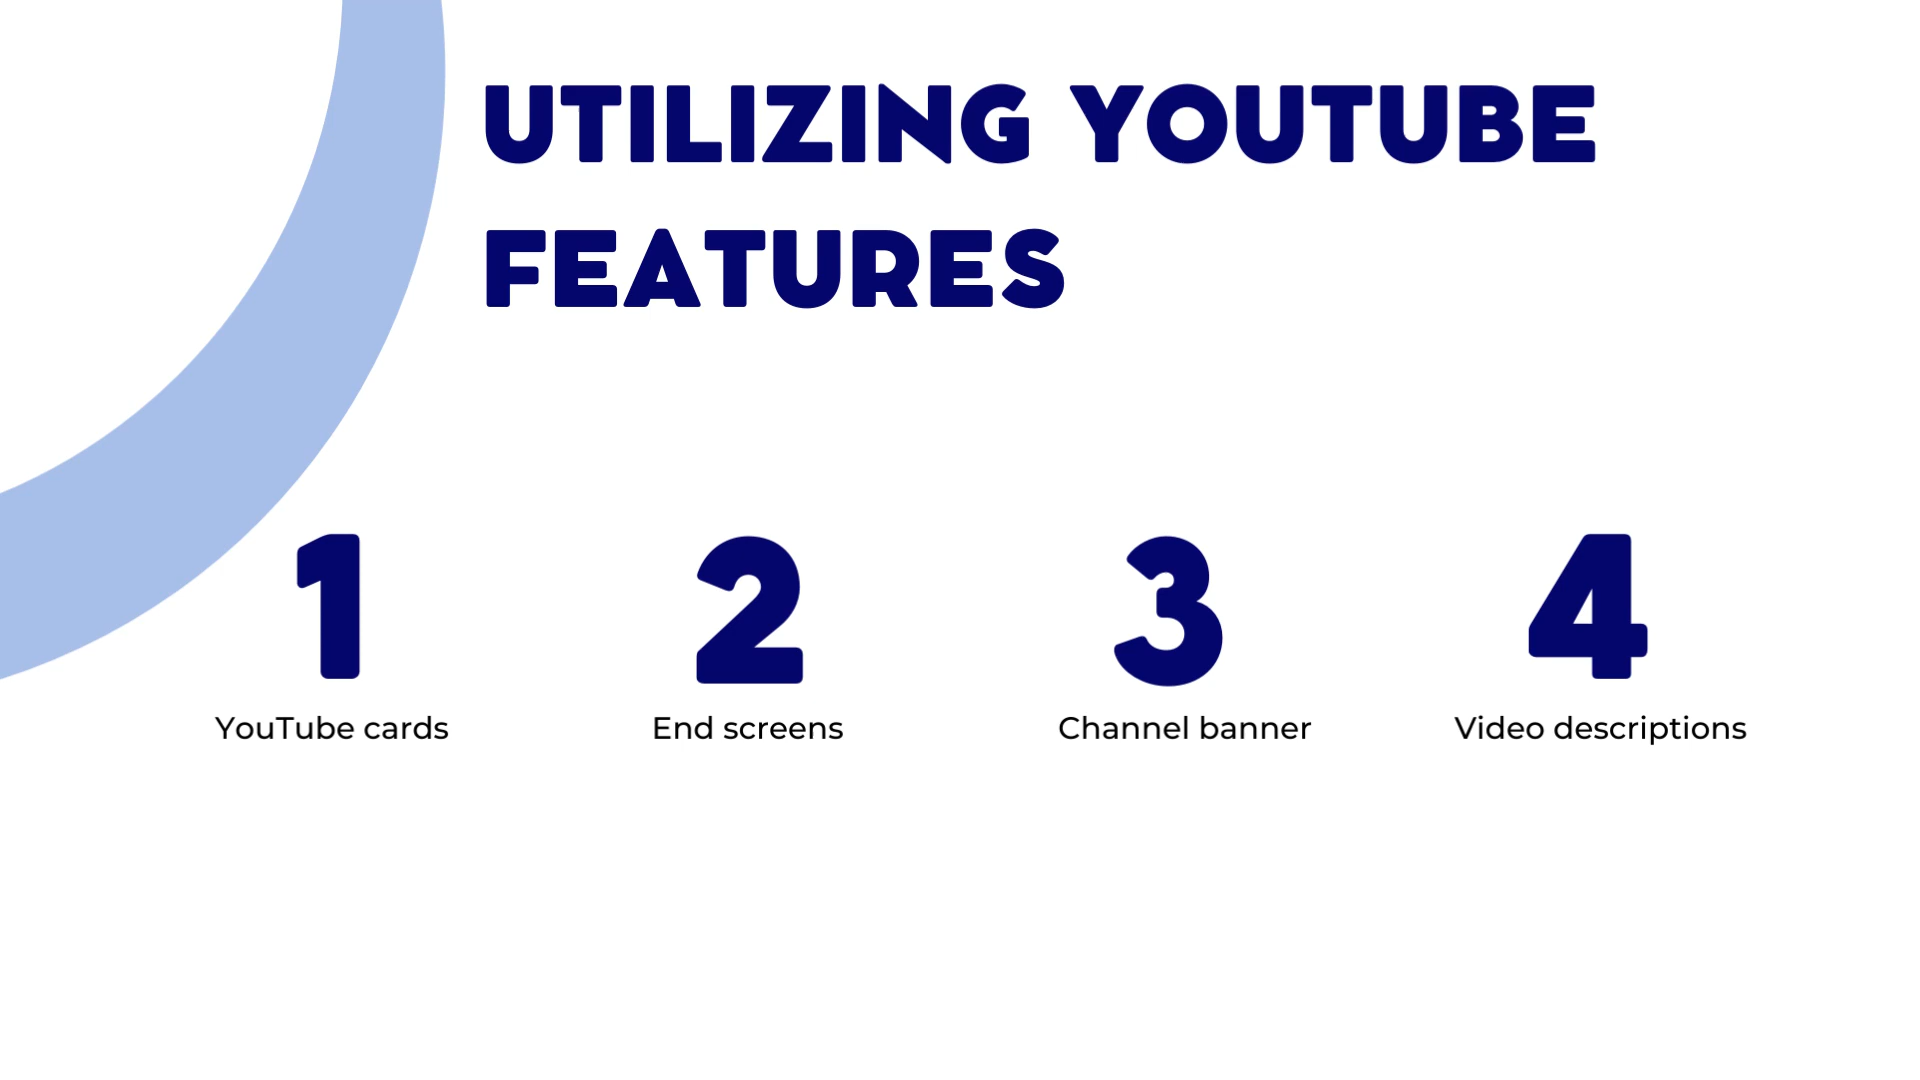 UTILIZING YOUTUBE
FEATURES
1
YouTube cards
2
End screens
3
Channel banner
4
Video descriptions